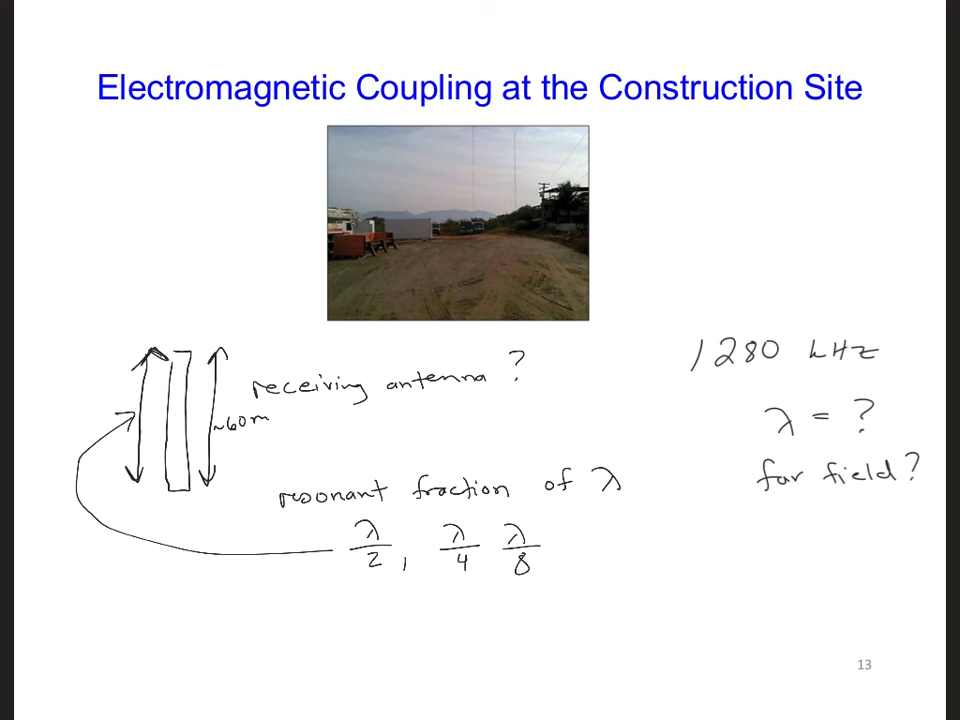 Electromagnetic Coupling at the Construction Site
1280 kHz
receiving antenna ?
~60m
λ = ?
far field?
resonant fraction of λ
λ/2, λ/4 λ/8
13